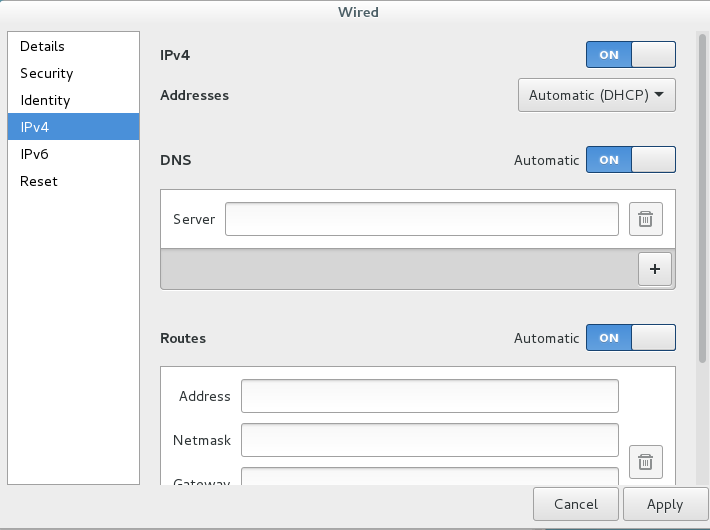 Wired
Details
Security
Identity
IPv4
IPv6
Reset
IPv4 ON
Addresses Automatic (DHCP)
DNS Automatic ON
Server
+
Routes Automatic ON
Address
Netmask
Gateway
Cancel Apply